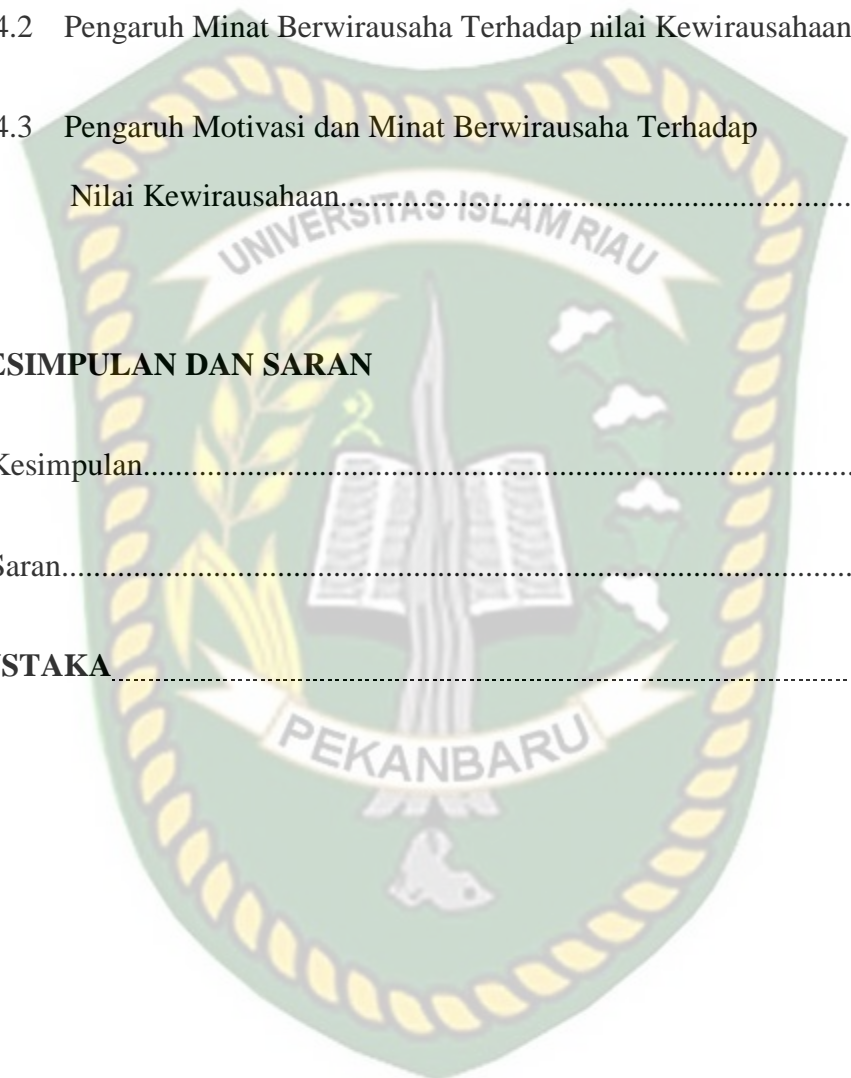 4.2 Pengaruh Minat Berwirausaha Terhadap nilai Kewirausahaan
4.3 Pengaruh Motivasi dan Minat Berwirausaha Terhadap
Nilai Kewirausahaan..........................................................
UNIVERSITAS ISLAM RIAU
ESIMPULAN DAN SARAN
Kesimpulan..................................................................................
Saran............................................................................................
USTAKA..........................................................................................
PEKANBARU